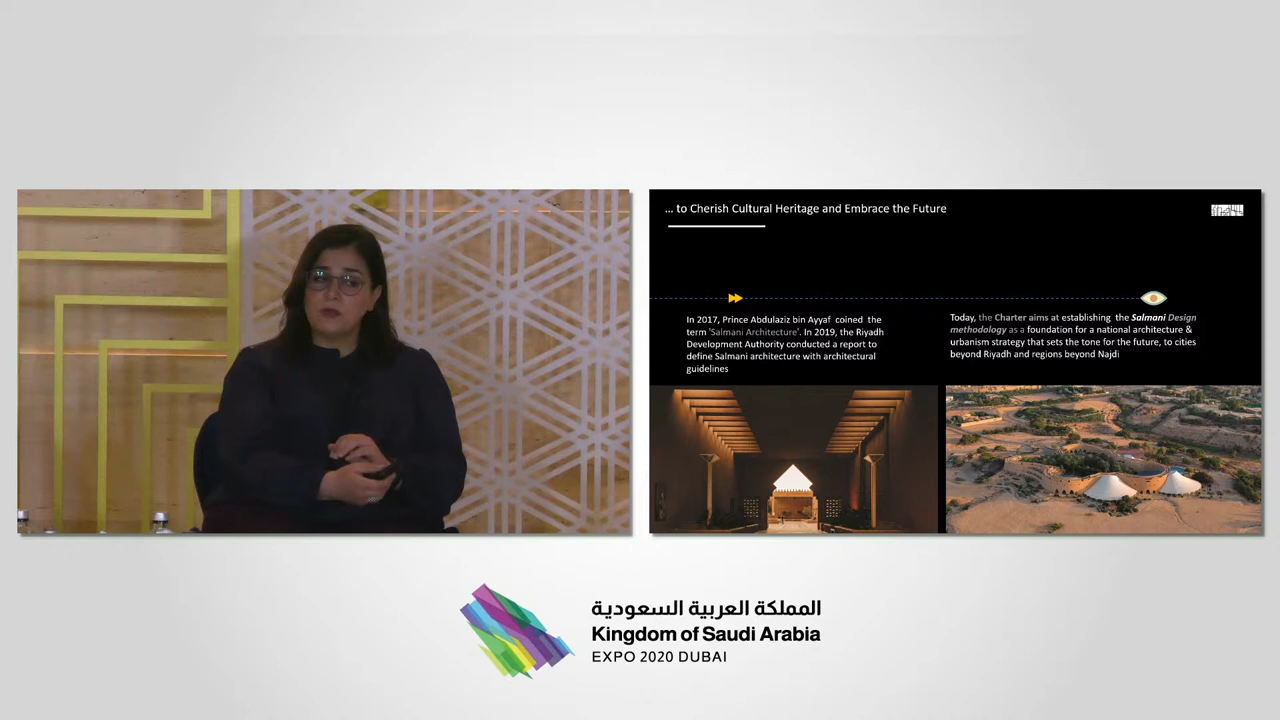 ... to Cherish Cultural Heritage and Embrace the Future
In 2017, Prince Abdulaziz bin Ayyaf coined the
term 'Salmani Architecture'. In 2019, the Riyadh
Development Authority conducted a report to
define Salmani architecture with architectural
guidelines
Today, the Charter aims at establishing the Salmani Design
methodology as a foundation for a national architecture &
urbanism strategy that sets the tone for the future, to cities
beyond Riyadh and regions beyond Najdi
المملكة العربية السعودية
Kingdom of Saudi Arabia
EXPO 2020 DUBAI